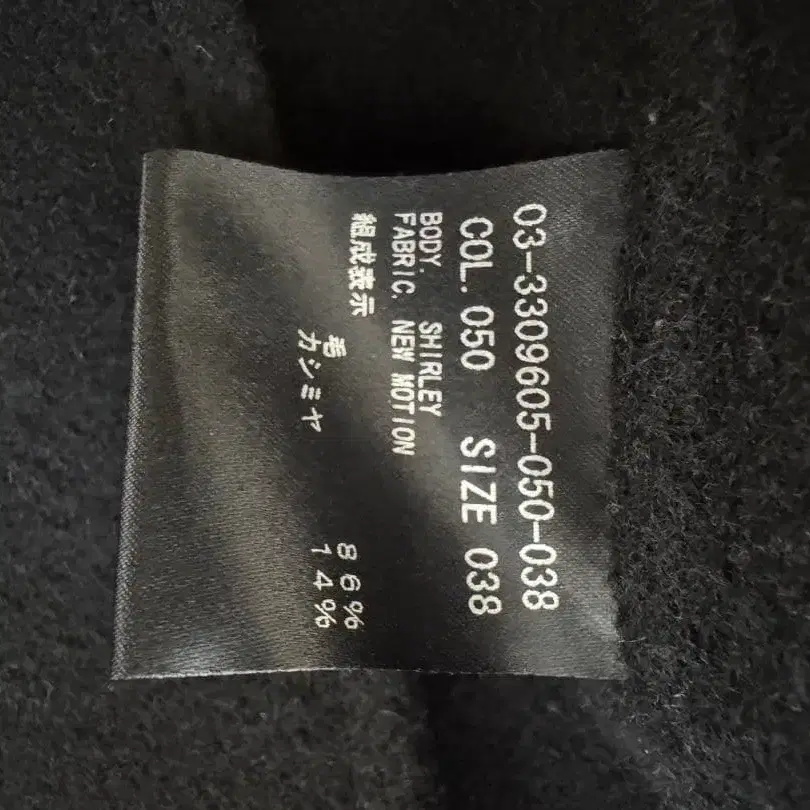 03-3309605-050-038
COL. 050 SIZE 038
BODY. SHIRLEY
FABRIC. NEW MOTION
組成表示
毛 86%
カシミヤ 14%